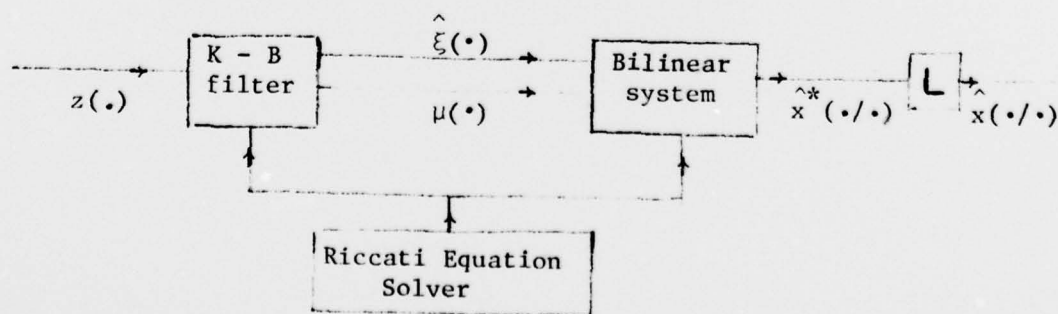 K - B
filter
z(.)
ξ̂(·)
μ(·)
Bilinear
system
x̂*(·/·)
L
x̂(·/·)
Riccati Equation
Solver